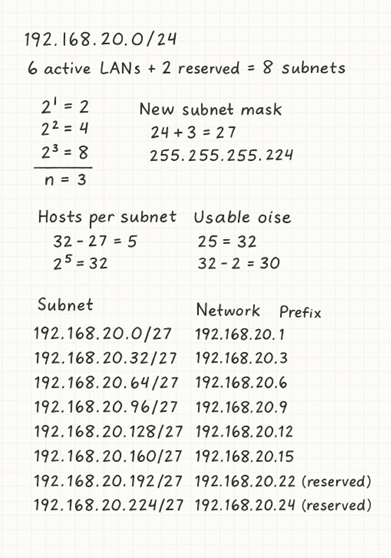 192.168.20.0/24
6 active LANs + 2 reserved = 8 subnets
2¹ = 2
2² = 4
2³ = 8
n = 3
New subnet mask
24 + 3 = 27
255.255.255.224
Hosts per subnet
32 - 27 = 5
2⁵ = 32
Usable oise
25 = 32
32 - 2 = 30
Subnet Network Prefix
192.168.20.0/27 192.168.20.1
192.168.20.32/27 192.168.20.3
192.168.20.64/27 192.168.20.6
192.168.20.96/27 192.168.20.9
192.168.20.128/27 192.168.20.12
192.168.20.160/27 192.168.20.15
192.168.20.192/27 192.168.20.22 (reserved)
192.168.20.224/27 192.168.20.24 (reserved)